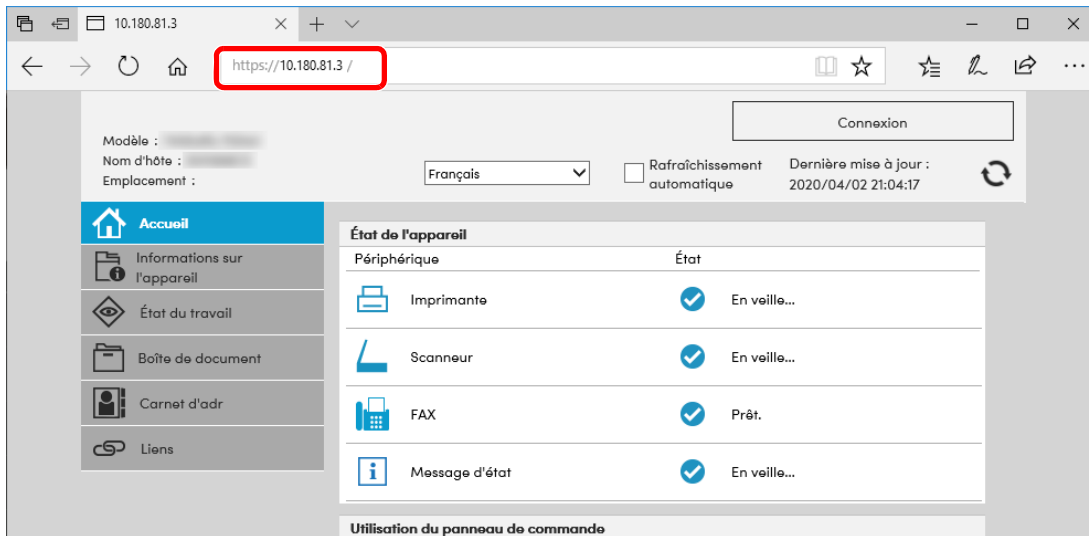 10.180.81.3
https://10.180.81.3 /
Connexion
Modèle :
Nom d'hôte :
Emplacement :
Français
Rafraîchissement
automatique
Dernière mise à jour :
2020/04/02 21:04:17
Accueil
Informations sur
l'appareil
État du travail
Boîte de document
Carnet d'adr
Liens
État de l'appareil
Périphérique État
Imprimante En veille...
Scanneur En veille...
FAX Prêt.
Message d'état En veille...
Utilisation du panneau de commande